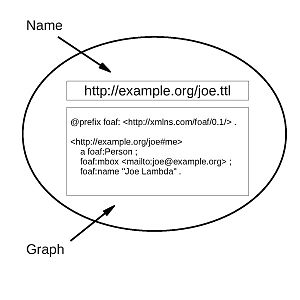 Name
http://example.org/joe.ttl
@prefix foaf: <http://xmlns.com/foaf/0.1/> .
<http://example.org/joe#me>
a foaf:Person ;
foaf:mbox <mailto:joe@example.org> ;
foaf:name "Joe Lambda" .
Graph